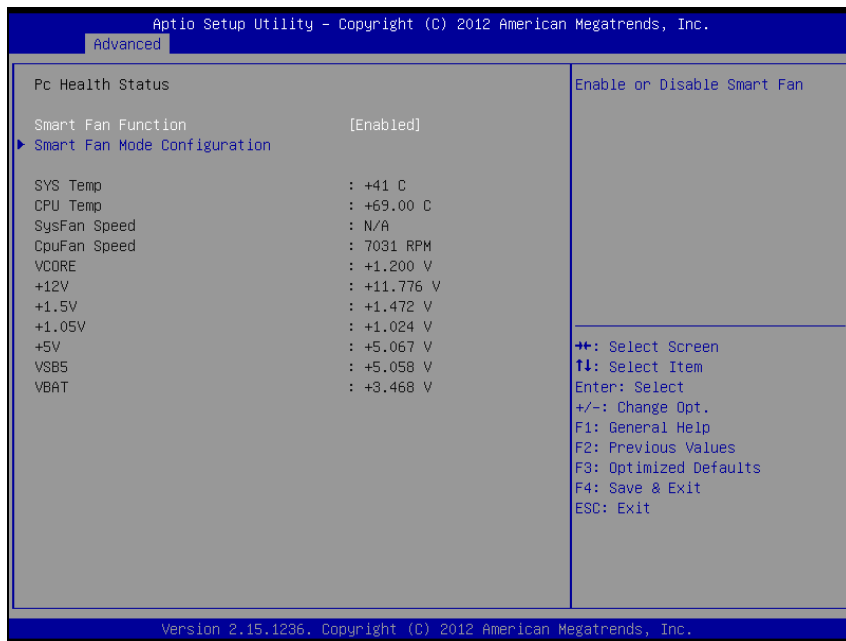 Aptio Setup Utility – Copyright (C) 2012 American Megatrends, Inc.
Advanced
Pc Health Status
Smart Fan Function [Enabled]
Smart Fan Mode Configuration
SYS Temp : +41 C
CPU Temp : +69.00 C
SysFan Speed : N/A
CpuFan Speed : 7031 RPM
VCORE : +1.200 V
+12V : +11.776 V
+1.5V : +1.472 V
+1.05V : +1.024 V
+5V : +5.067 V
VSB5 : +5.058 V
VBAT : +3.468 V
Enable or Disable Smart Fan
→←: Select Screen
↑↓: Select Item
Enter: Select
+/-: Change Opt.
F1: General Help
F2: Previous Values
F3: Optimized Defaults
F4: Save & Exit
ESC: Exit
Version 2.15.1236. Copyright (C) 2012 American Megatrends, Inc.